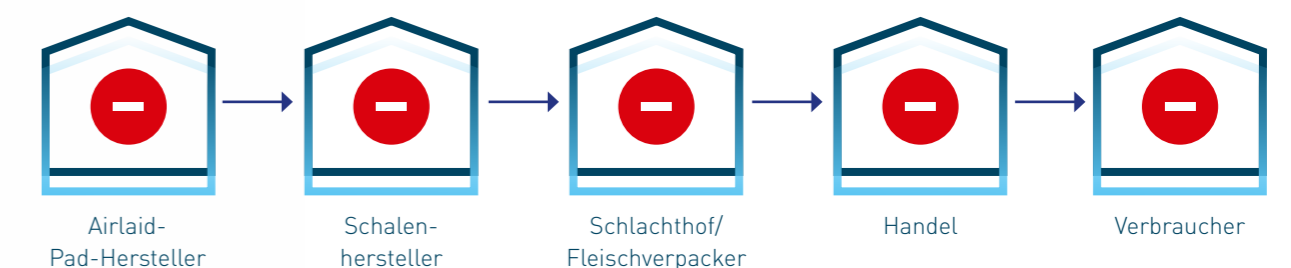 Airlaid-
Pad-Hersteller
Schalen-
hersteller
Schlachthof/
Fleischverpacker
Handel
Verbraucher